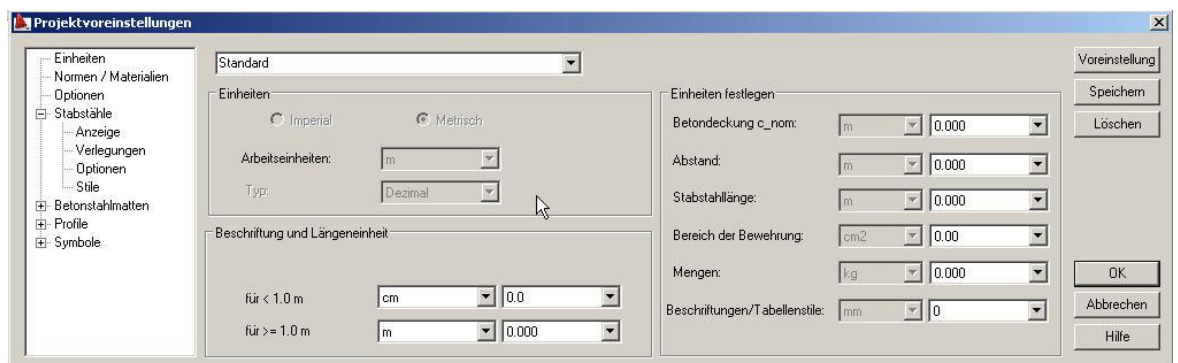 Projektvoreinstellungen
Einheiten
Normen / Materialien
Optionen
Stabstähle
Anzeige
Verlegungen
Optionen
Stile
Betonstahlmatten
Profile
Symbole
Standard
Einheiten
Imperial Metrisch
Arbeitseinheiten: m
Typ: Dezimal
Beschriftung und Längeneinheit
für < 1.0 m cm 0.0
für >= 1.0 m m 0.000
Einheiten festlegen
Betondeckung c_nom: m 0.000
Abstand: m 0.000
Stabstahllänge: m 0.000
Bereich der Bewehrung: cm2 0.00
Mengen: kg 0.000
Beschriftungen/Tabellenstile: mm 0
Voreinstellung
Speichern
Löschen
OK
Abbrechen
Hilfe